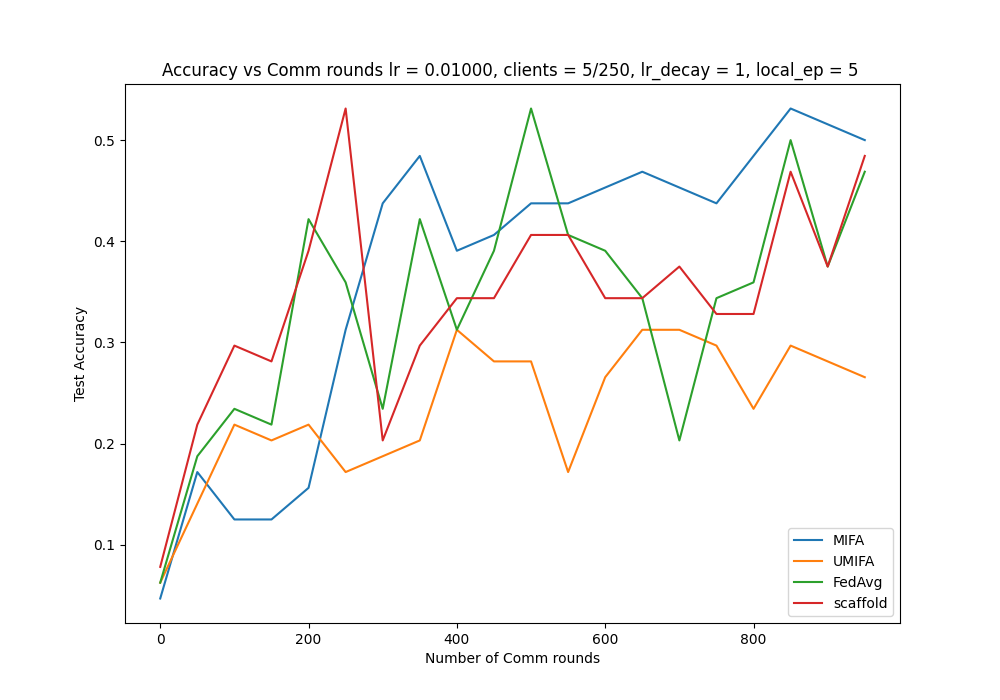 Accuracy vs Comm rounds lr = 0.01000, clients = 5/250, lr_decay = 1, local_ep = 5
Test Accuracy
0.5
0.4
0.3
0.2
0.1
MIFA
UMIFA
FedAvg
scaffold
0 200 400 600 800
Number of Comm rounds